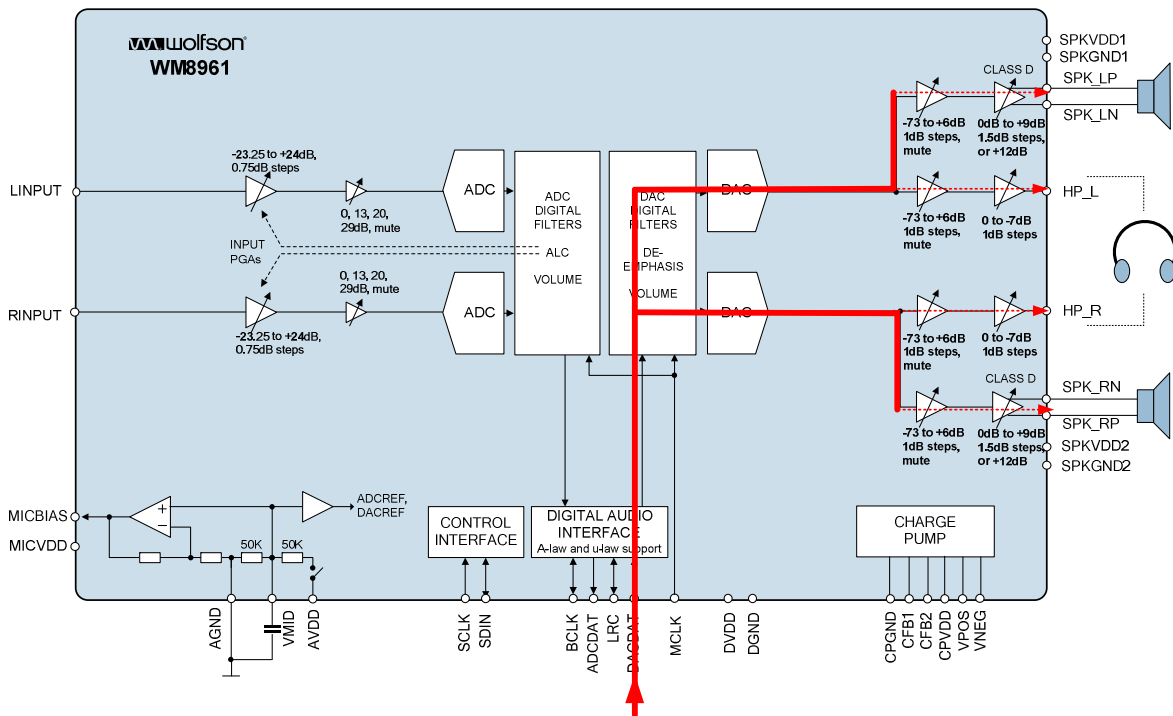 wolfson
WM8961
SPKVDD1
SPKGND1
CLASS D
SPK_LP
SPK_LN
-73 to +6dB
1dB steps,
mute
0dB to +9dB
1.5dB steps,
or +12dB
-23.25 to +24dB,
0.75dB steps
LINPUT
ADC
ADC
DIGITAL
FILTERS
ALC
VOLUME
DAC
DIGITAL
FILTERS
DE-
EMPHASIS
VOLUME
DAC
HP_L
0, 13, 20,
29dB, mute
-73 to +6dB
1dB steps,
mute
0 to -7dB
1dB steps
INPUT
PGAs
0, 13, 20,
29dB, mute
RINPUT
ADC
DAC
HP_R
-23.25 to +24dB,
0.75dB steps
-73 to +6dB
1dB steps,
mute
0 to -7dB
1dB steps
CLASS D
SPK_RN
SPK_RP
-73 to +6dB
1dB steps,
mute
0dB to +9dB
1.5dB steps,
or +12dB
SPKVDD2
SPKGND2
MICBIAS
MICVDD
+
−
ADCREF,
DACREF
50K
50K
CONTROL
INTERFACE
DIGITAL AUDIO
INTERFACE
A-law and u-law support
CHARGE
PUMP
AGND
VMID
AVDD
SCLK
SDIN
BCLK
ADCDAT
LRC
DACDAT
MCLK
DVDD
DGND
CPGND
CFB1
CFB2
CPVDD
VPOS
VNEG